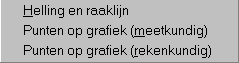 Helling en raaklijn
Punten op grafiek (meetkundig)
Punten op grafiek (rekenkundig)